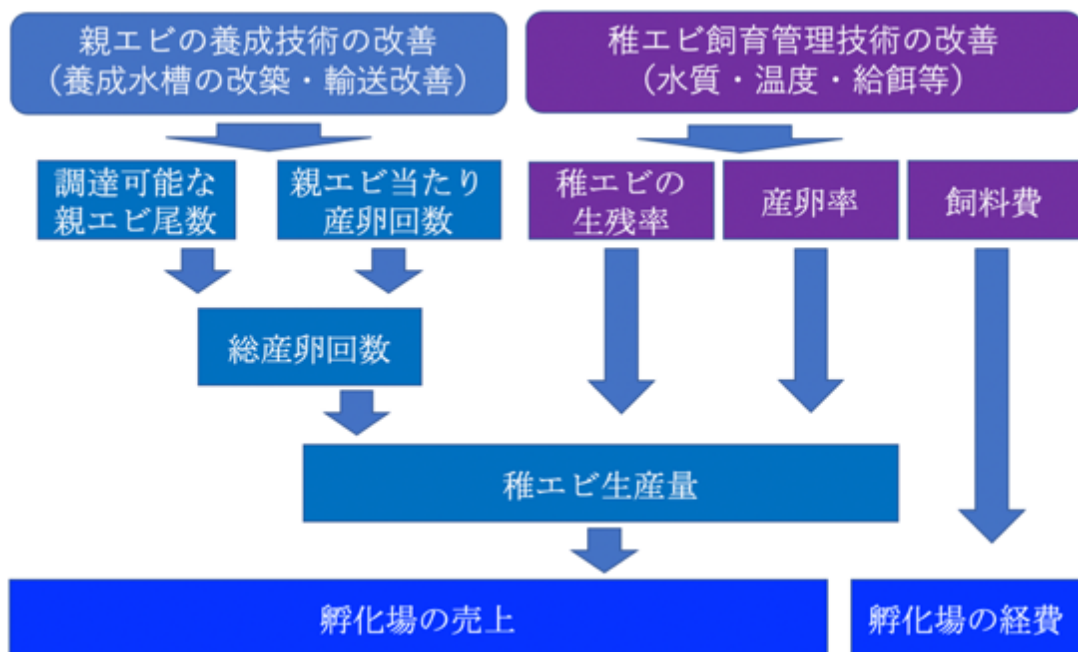 親エビの養成技術の改善
（養成水槽の改築・輸送改善）
稚エビ飼育管理技術の改善
（水質・温度・給餌等）
調達可能な
親エビ尾数
親エビ当たり
産卵回数
稚エビの
生残率
産卵率
飼料費
総産卵回数
稚エビ生産量
孵化場の売上
孵化場の経費